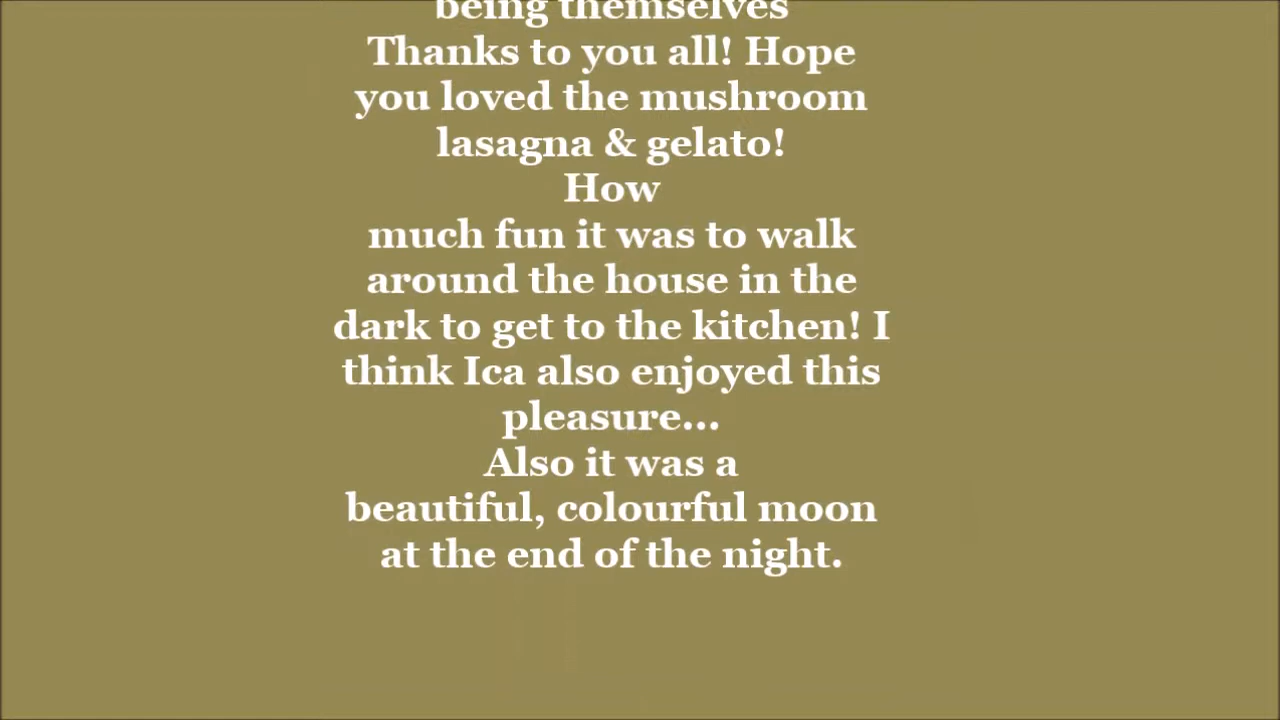 being themselves
Thanks to you all! Hope
you loved the mushroom
lasagna & gelato!
How
much fun it was to walk
around the house in the
dark to get to the kitchen! I
think Ica also enjoyed this
pleasure...
Also it was a
beautiful, colourful moon
at the end of the night.